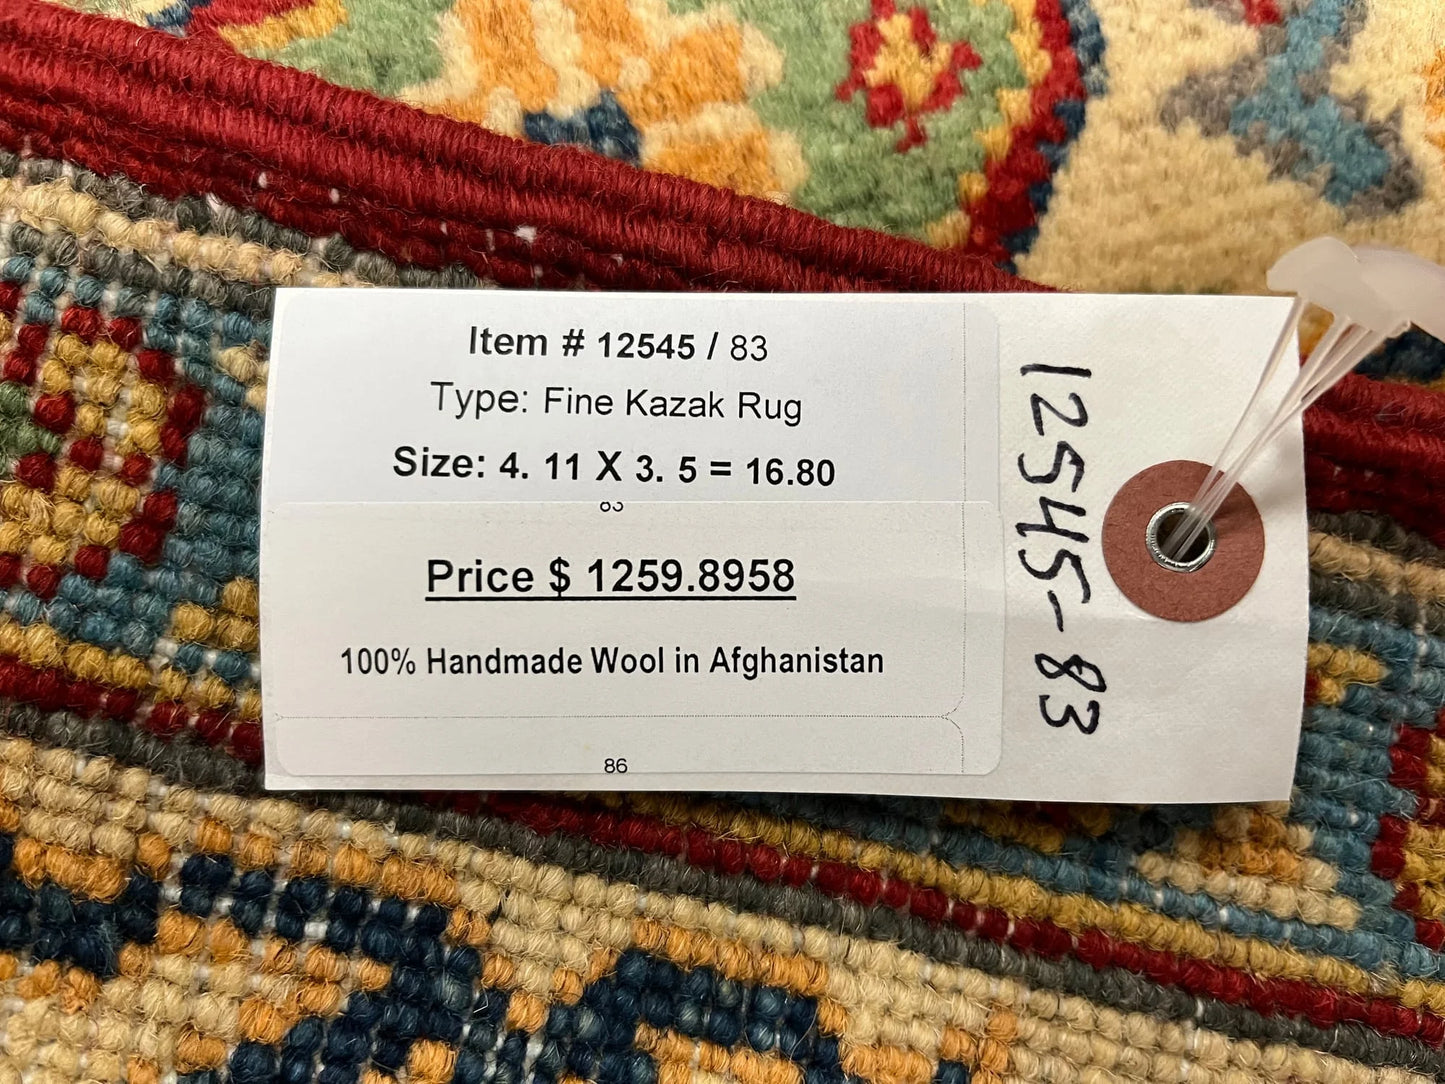 Item # 12545 / 83
Type: Fine Kazak Rug
Size: 4. 11 X 3. 5 = 16.80
Price $ 1259.8958
100% Handmade Wool in Afghanistan
86
12545-83